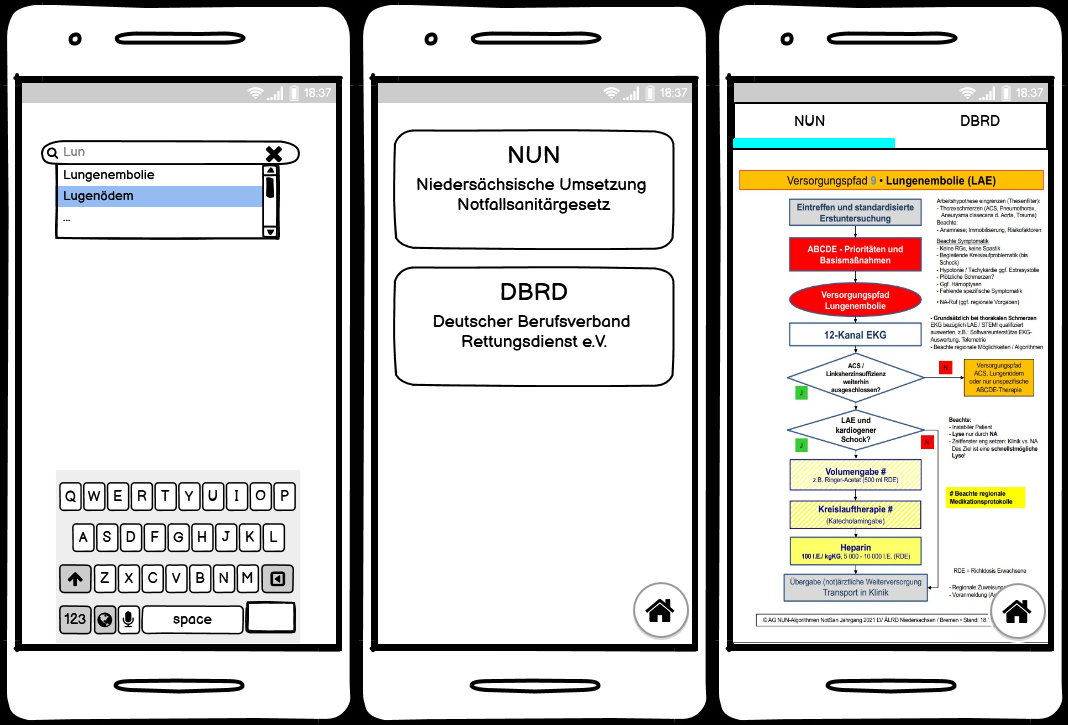 18:37
Lun
Lungenembolie
Lugenödem
...
Q W E R T Y U I O P
A S D F G H J K L
Z X C V B N M
123
space
18:37
NUN
Niedersächsische Umsetzung
Notfallsanitärgesetz
DBRD
Deutscher Berufsverband
Rettungsdienst e.V.
18:37
NUN
DBRD
Versorgungspfad 9 • Lungenembolie (LAE)
Eintreffen und standardisierte
Erstuntersuchung
Arbeitshypothese eingrenzen (Thesenfilter):
- Thoraxschmerzen (ACS, Pneumothorax,
Aneurysma dissecans d. Aorta, Trauma)
Beachte:
- Anamnese; Immobilisierung, Risikofaktoren
ABCDE - Prioritäten und
Basismaßnahmen
Beachte Symptomatik
- Keine RGs, keine Spastik
- Begleitende Kreislaufproblematik (bis
Schock)
- Hypotonie / Tachykardie ggf. Extrasystolie
- Plötzliche Schmerzen?
- Ggf. Hämoptysen
- Fehlende spezifische Symptomatik
• NA-Ruf (ggf. regionale Vorgaben)
Versorgungspfad
Lungenembolie
- Grundsätzlich bei thorakalen Schmerzen
EKG bezüglich LAE / STEMI qualifiziert
auswerten, z.B.: Softwareunterstütze EKG-
Auswertung, Telemetrie
- Beachte regionale Möglichkeiten / Algorithmen
12-Kanal EKG
ACS /
Linksherzinsuffizienz
weiterhin
ausgeschlossen?
J
N
Versorgungspfad
ACS, Lungenödem
oder nur unspezifische
ABCDE-Therapie
LAE und
kardiogener
Schock?
J
N
Beachte:
- Instabiler Patient
- Lyse nur durch NA
- Zeitfenster eng setzen: Klinik vs. NA
Das Ziel ist eine schnellstmögliche
Lyse!
Volumengabe #
z.B. Ringer-Acetat (500 ml RDE)
# Beachte regionale
Medikationsprotokolle
Kreislauftherapie #
(Katecholamingabe)
Heparin
100 I.E./ kgKG, 5 000 - 10 000 I.E. (RDE)
RDE = Richtdosis Erwachsene
Übergabe (not)ärztliche Weiterversorgung
Transport in Klinik
- Regionale
- Voranmeldung
© AG NUN-Algorithmen NotSan Jahrgang 2021 LV ÄLRD Niedersachsen / Bremen • Stand: 18.